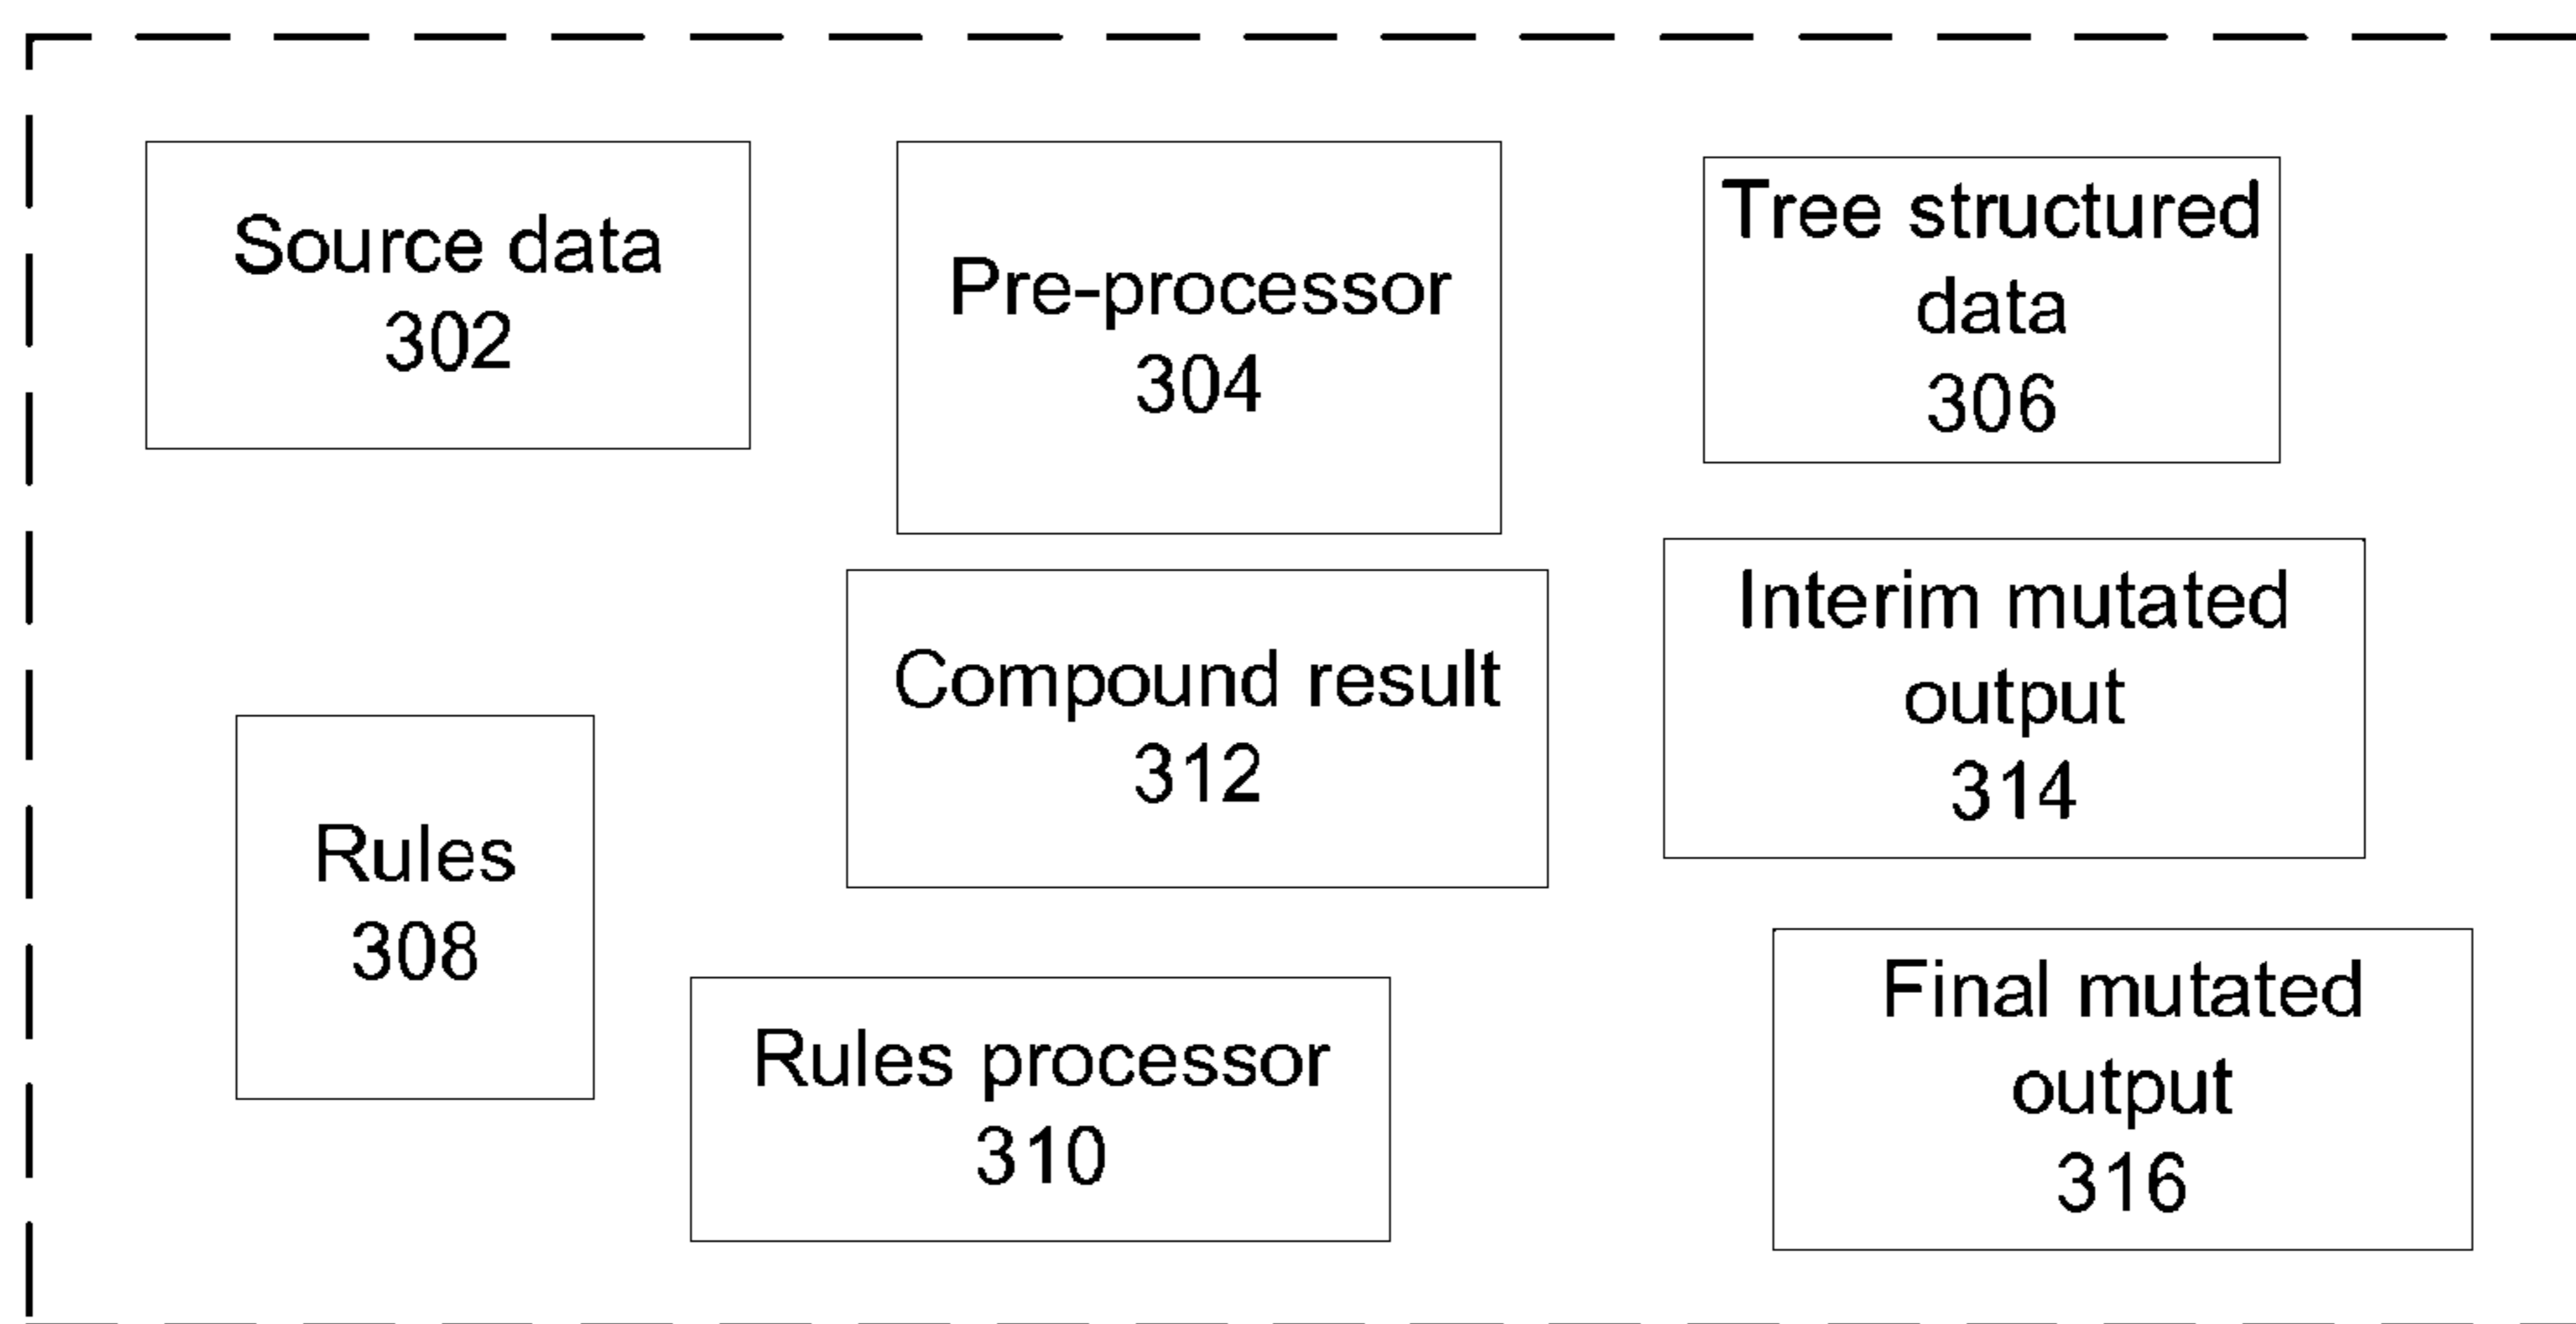 Source data
302
Pre-processor
304
Tree structured
data
306
Interim mutated
output
314
Compound result
312
Rules
308
Rules processor
310
Final mutated
output
316